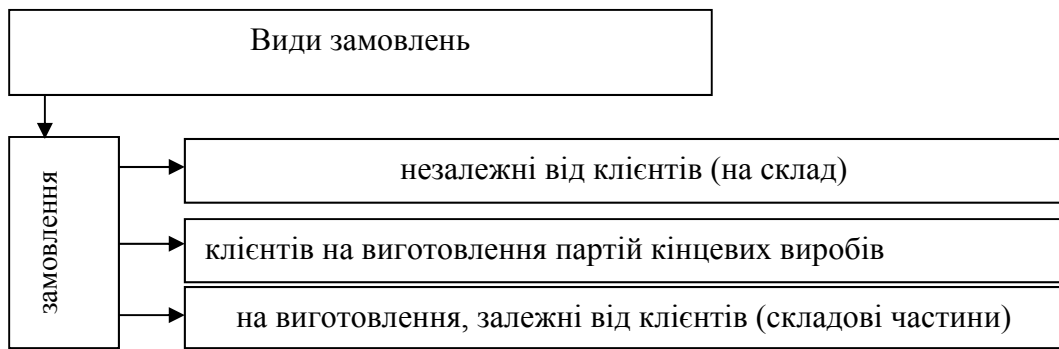 Види замовлень
замовлення
незалежні від клієнтів (на склад)
клієнтів на виготовлення партій кінцевих виробів
на виготовлення, залежні від клієнтів (складові частини)